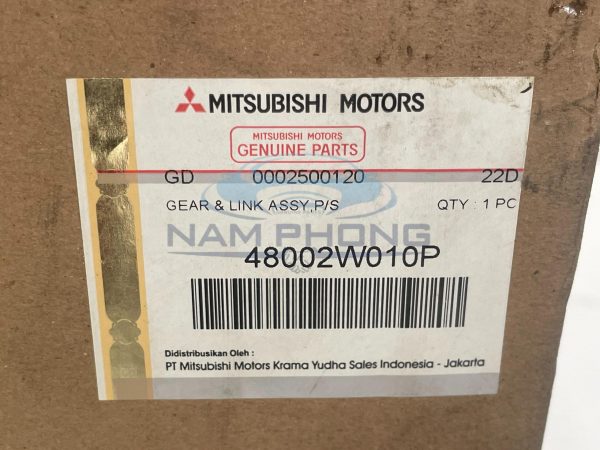 MITSUBISHI MOTORS
MITSUBISHI MOTORS
GENUINE PARTS
GD 0002500120 22D
GEAR & LINK ASSY,P/S QTY : 1 PC
NAM PHONG
48002W010P
Didistribusikan Oleh :
PT Mitsubishi Motors Krama Yudha Sales Indonesia - Jakarta